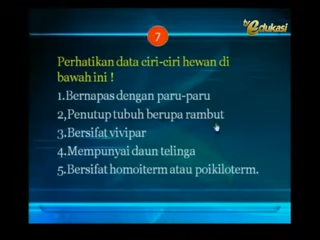 tvEdukasi
7
Perhatikan data ciri-ciri hewan di
bawah ini !
1.Bernapas dengan paru-paru
2,Penutup tubuh berupa rambut
3.Bersifat vivipar
4.Mempunyai daun telinga
5.Bersifat homoiterm atau poikiloterm.